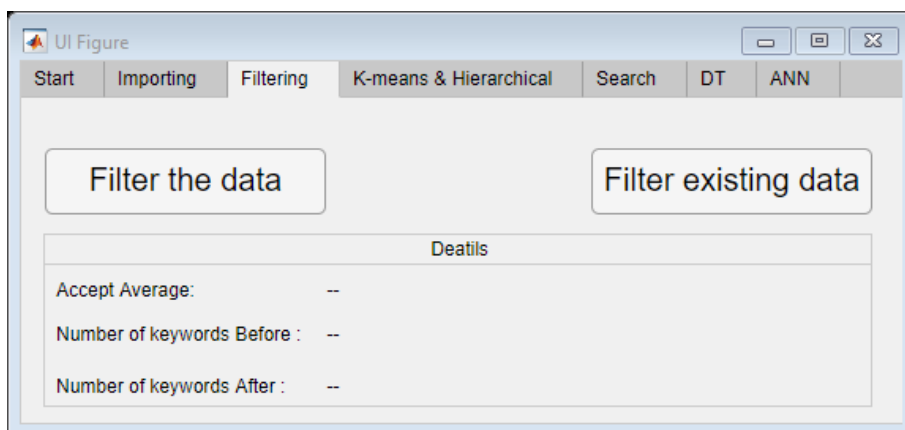 UI Figure
Start Importing Filtering K-means & Hierarchical Search DT ANN
Filter the data Filter existing data
Deatils
Accept Average: --
Number of keywords Before : --
Number of keywords After : --